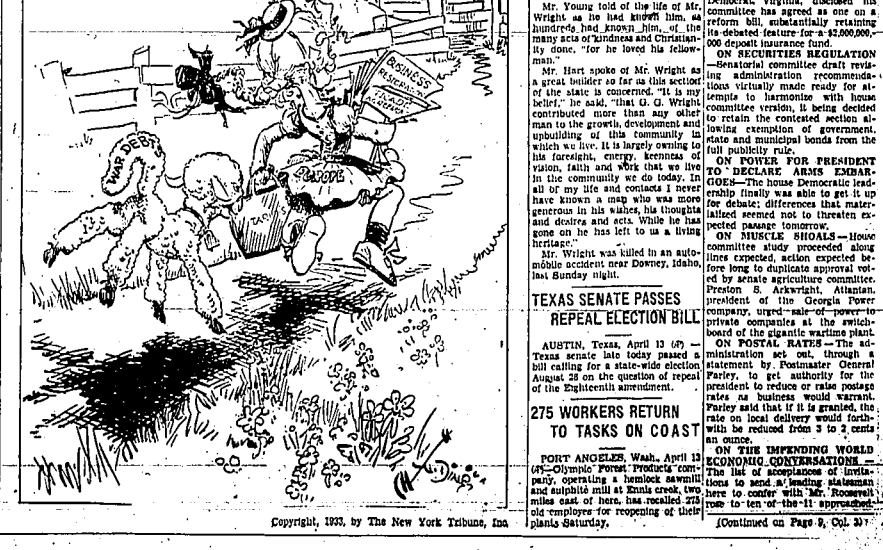 BUSINESS
WAR DEBTS
EUROPE
Copyright, 1933, by The New York Tribune, Inc
Mr. Young told of the life of Mr.
Wright as he had known him, as
hundreds had known him, of the
many acts of kindness and Christian-
ity done, "for he loved his fellow-
man."
Mr. Hart spoke of Mr. Wright as
a great builder so far as this section
of the state is concerned. "It is my
belief," he said, "that G. G. Wright
contributed more than any other
man to the growth, development and
upbuilding of this community in
which we live. It is largely owing to
his foresight, energy, keenness of
vision, faith and work that we live
in the community we do today. In
all of my life and contacts I never
have known a man who was more
generous in his wishes, his thoughts
and desires and acts. While he has
gone on he has left to us a living
heritage."
Mr. Wright was killed in an auto-
mobile accident near Downey, Idaho,
last Sunday night.
TEXAS SENATE PASSES
REPEAL ELECTION BILL
AUSTIN, Texas, April 13 (AP) —
Texas senate late today passed a
bill calling for a state-wide election
August 26 on the question of repeal
of the Eighteenth amendment.
275 WORKERS RETURN
TO TASKS ON COAST
PORT ANGELES, Wash., April 13
(AP)—Olympic Forest Products com-
pany, operating a hemlock sawmill
and sulphite mill at Ennis creek, two
miles east of here, has recalled 275
old employes for reopening of their
plants Saturday.
Democrat, Virginia, disclosed his
committee has agreed as one on a
reform bill, substantially retaining
its debated feature for a $2,000,000,-
000 deposit insurance fund.
ON SECURITIES REGULATION
—Senatorial committee draft revis-
ing administration recommenda-
tions virtually made ready for at-
tempts to harmonize with house
committee version, it being decided
to retain the contested section al-
lowing exemption of government,
state and municipal bonds from the
full publicity rule.
ON POWER FOR PRESIDENT
TO DECLARE ARMS EMBAR-
GOES—The house Democratic lead-
ership finally was able to get it up
for debate; differences that mater-
ialized seemed not to threaten ex-
pected passage tomorrow.
ON MUSCLE SHOALS—House
committee study proceeded along
lines expected, action expected be-
fore long to duplicate approval vot-
ed by senate agriculture committee.
Preston S. Arkwright, Atlantan,
president of the Georgia Power
company, urged sale of power to
private companies at the switch-
board of the gigantic wartime plant.
ON POSTAL RATES—The ad-
ministration set out, through a
statement by Postmaster General
Farley, to get authority for the
president to reduce or raise postage
rates as business would warrant.
Farley said that if it is granted, the
rate on local delivery would forth-
with be reduced from 3 to 2 cents
an ounce.
ON THE IMPENDING WORLD
ECONOMIC CONVERSATIONS —
The list of acceptances of invita-
tions to send a leading statesman
here to confer with Mr. Roosevelt
rose to ten of the 11 approached
(Continued on Page 9, Col. 3)